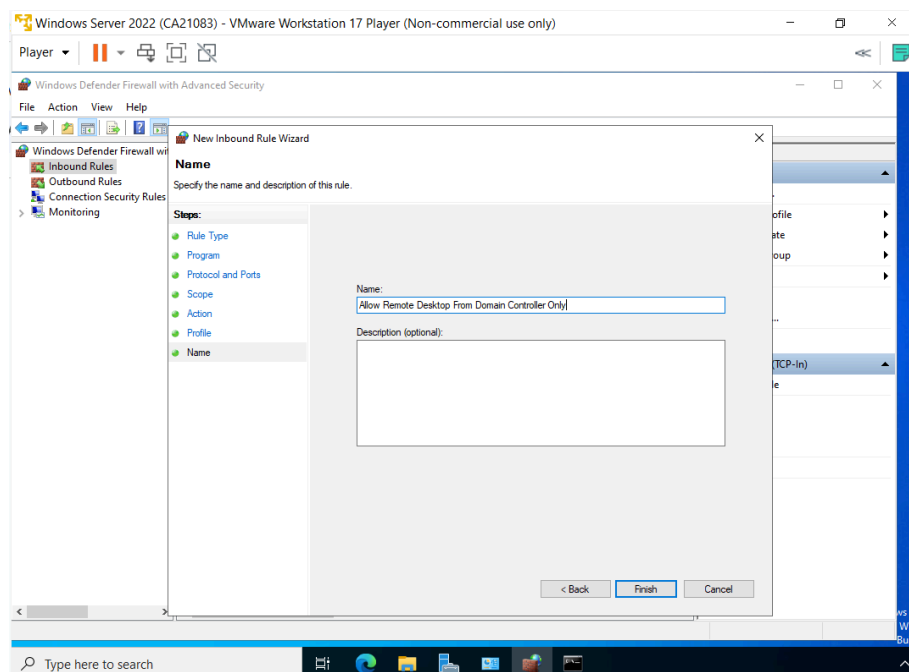 Windows Server 2022 (CA21083) - VMware Workstation 17 Player (Non-commercial use only)
Player
Windows Defender Firewall with Advanced Security
File Action View Help
New Inbound Rule Wizard
Windows Defender Firewall wi
Inbound Rules
Outbound Rules
Connection Security Rules
Monitoring
Name
Specify the name and description of this rule.
Steps:
Rule Type
Program
Protocol and Ports
Scope
Action
Profile
Name
Name:
Allow Remote Desktop From Domain Controller Only
Description (optional):
< Back
Finish
Cancel
ofile
ate
oup
...
(TCP-In)
le
ws
W
Bu
Type here to search